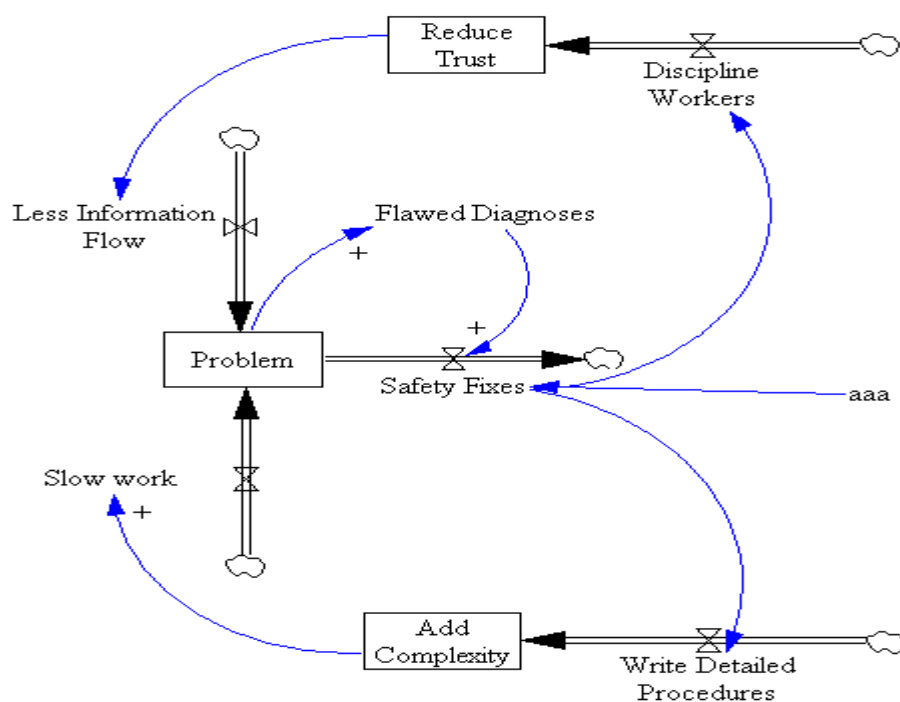 Reduce
Trust
Discipline
Workers
Less Information
Flow
Flawed Diagnoses
+
+
Problem
Safety Fixes
aaa
Slow work
+
Add
Complexity
Write Detailed
Procedures